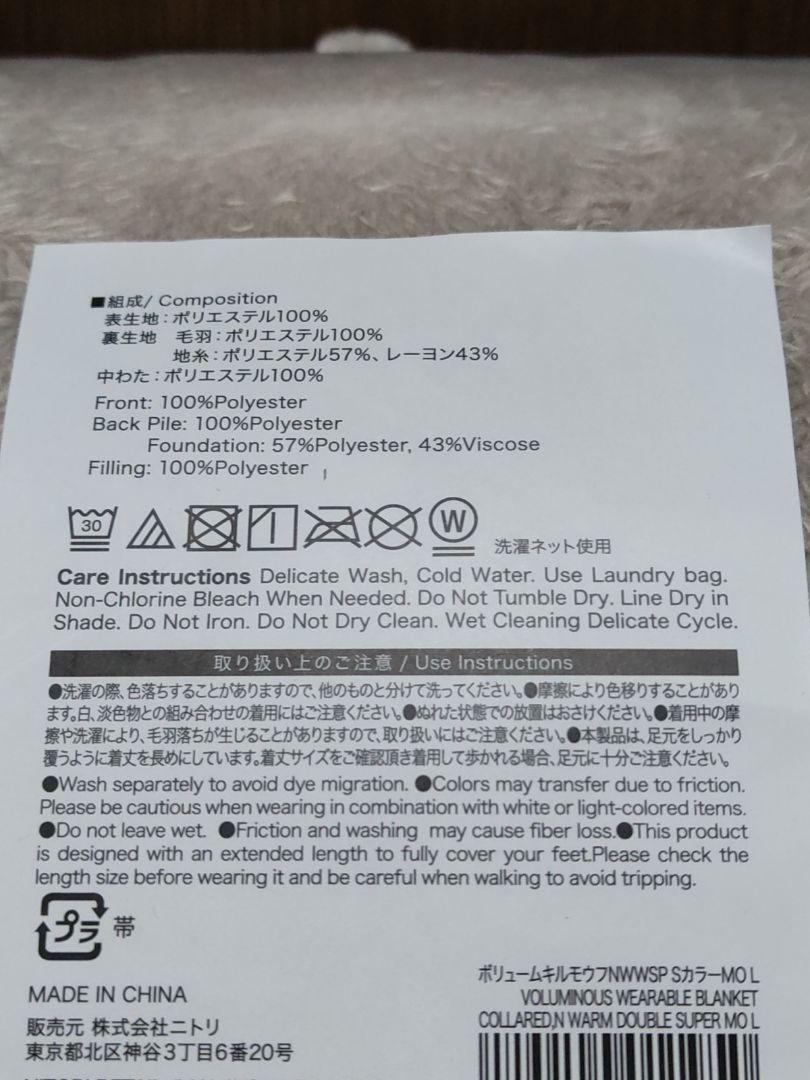 ■組成/ Composition
表生地：ポリエステル100%
裏生地　毛羽：ポリエステル100%
地糸：ポリエステル57%、レーヨン43%
中わた：ポリエステル100%
Front: 100%Polyester
Back Pile: 100%Polyester
Foundation: 57%Polyester, 43%Viscose
Filling: 100%Polyester
30
W
洗濯ネット使用
Care Instructions Delicate Wash, Cold Water. Use Laundry bag.
Non-Chlorine Bleach When Needed. Do Not Tumble Dry. Line Dry in
Shade. Do Not Iron. Do Not Dry Clean. Wet Cleaning Delicate Cycle.
取り扱い上のご注意 / Use Instructions
●洗濯の際、色落ちすることがありますので、他のものと分けて洗ってください。●摩擦により色移りすることがあり
ます。白、淡色物との組み合わせの着用にはご注意ください。●ぬれた状態での放置はおさけください。●着用中の摩
擦や洗濯により、毛羽落ちが生じることがありますので、取り扱いにはご注意ください。●本製品は、足元をしっかり
覆うように着丈を長めにしています。着丈サイズをご確認頂き着用して歩かれる場合、足元に十分ご注意ください。
●Wash separately to avoid dye migration. ●Colors may transfer due to friction.
Please be cautious when wearing in combination with white or light-colored items.
●Do not leave wet. ●Friction and washing may cause fiber loss.●This product
is designed with an extended length to fully cover your feet.Please check the
length size before wearing it and be careful when walking to avoid tripping.
プラ 帯
MADE IN CHINA
販売元 株式会社ニトリ
東京都北区神谷3丁目6番20号
ボリュームキルモウフNWWSP SカラーMO L
VOLUMINOUS WEARABLE BLANKET
COLLARED,N WARM DOUBLE SUPER MO L